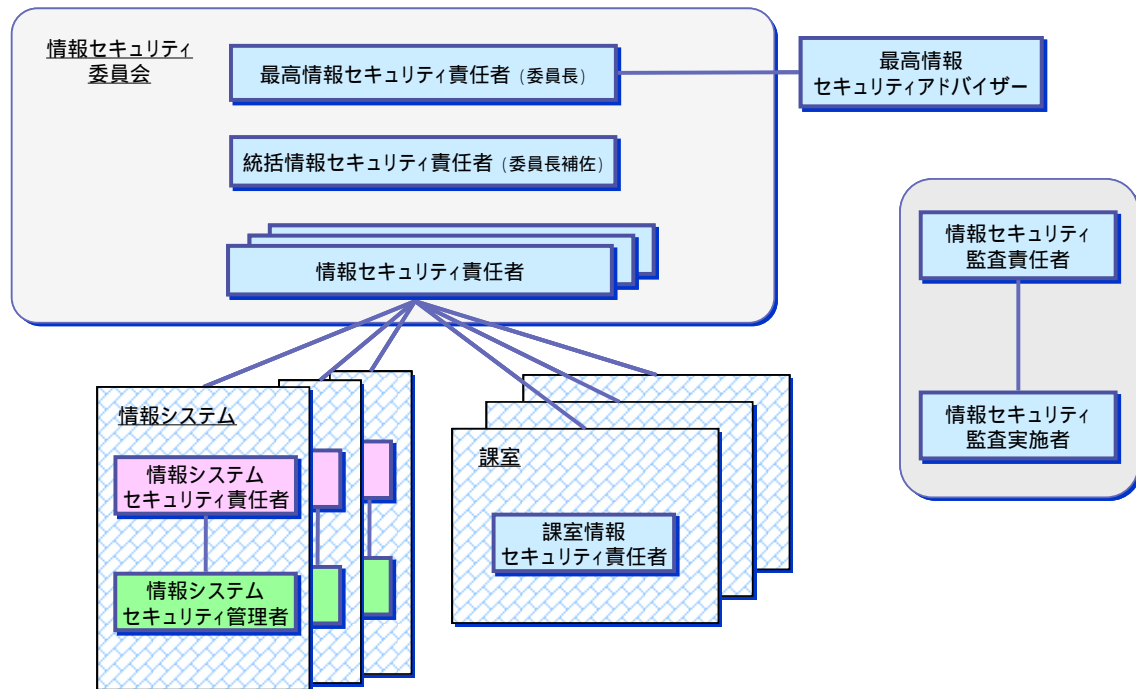 情報セキュリティ
委員会
最高情報セキュリティ責任者（委員長）
最高情報
セキュリティアドバイザー
統括情報セキュリティ責任者（委員長補佐）
情報セキュリティ責任者
情報セキュリティ
監査責任者
情報セキュリティ
監査実施者
情報システム
情報システム
セキュリティ責任者
情報システム
セキュリティ管理者
課室
課室情報
セキュリティ責任者